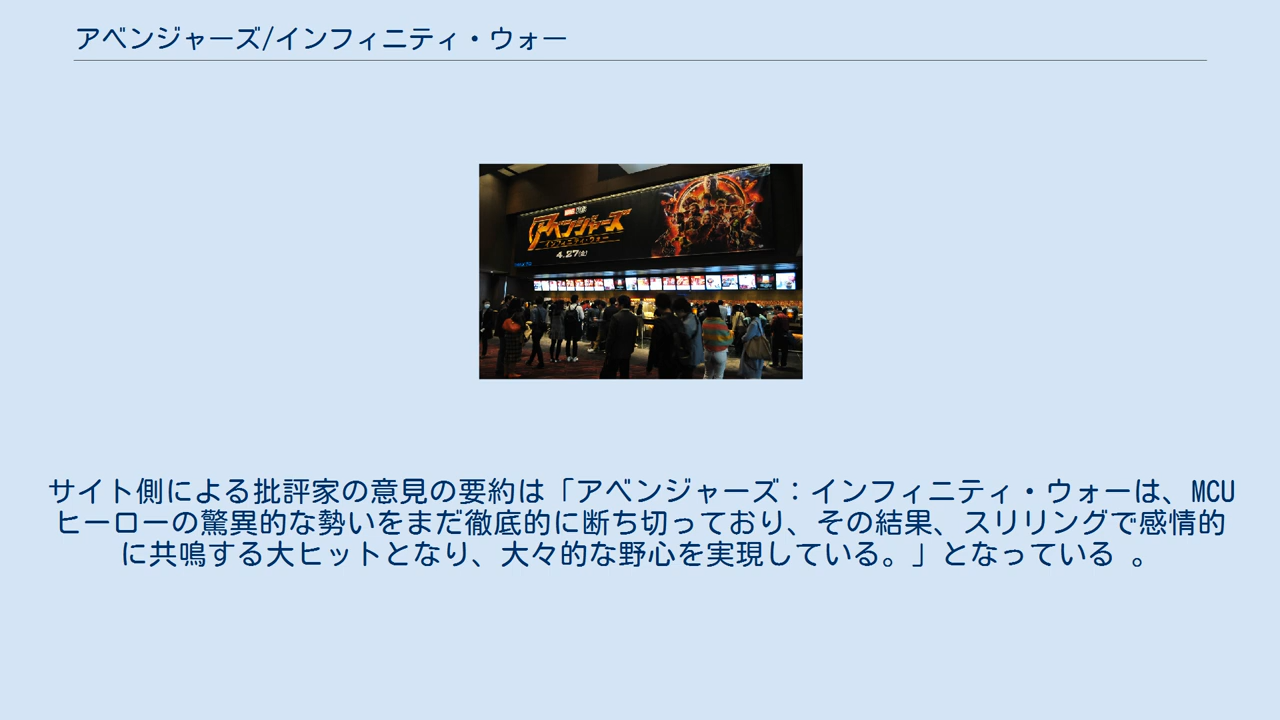 アベンジャーズ/インフィニティ・ウォー
アベンジャーズ
インフィニティ・ウォー
4.27(金)
サイト側による批評家の意見の要約は「アベンジャーズ：インフィニティ・ウォーは、MCU
ヒーローの驚異的な勢いをまだ徹底的に断ち切っており、その結果、スリリングで感情的
に共鳴する大ヒットとなり、大々的な野心を実現している。」となっている 。